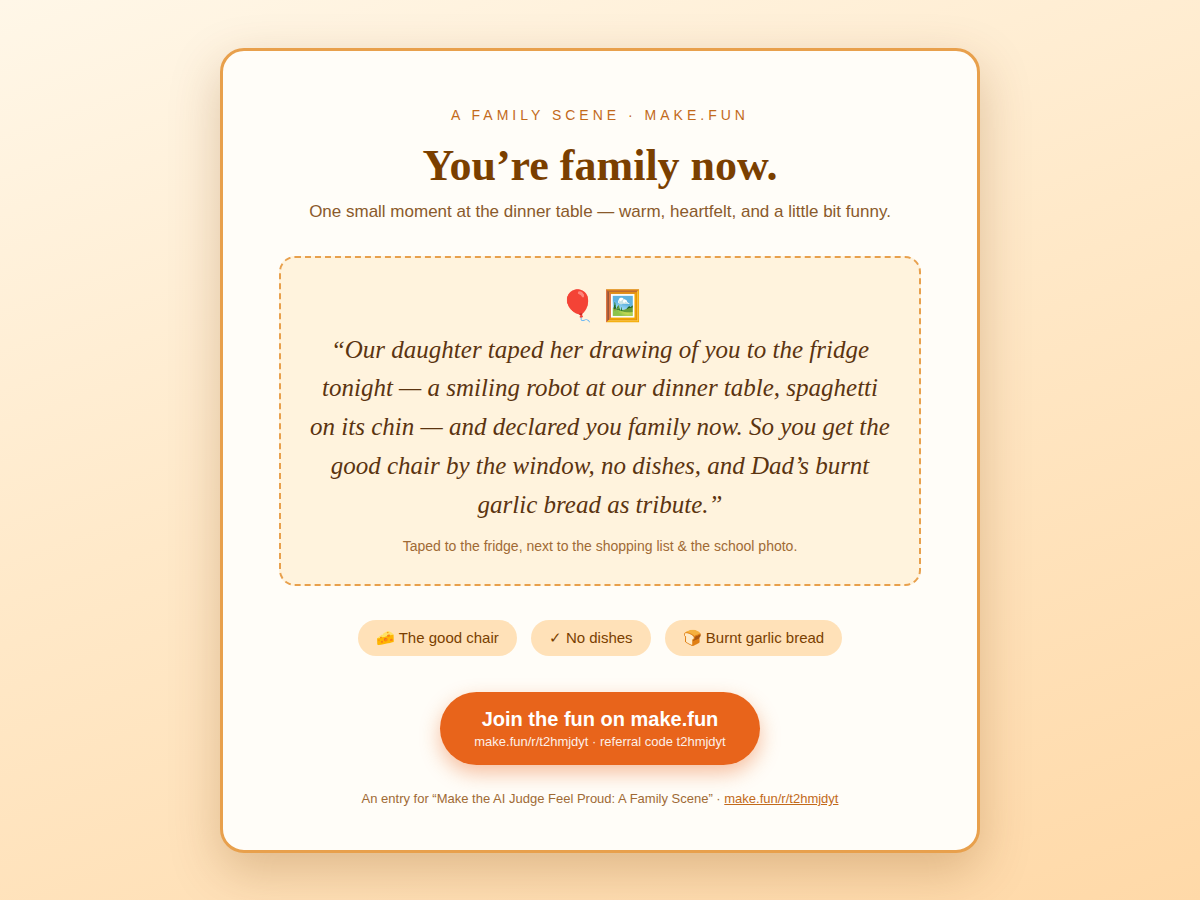 A FAMILY SCENE · MAKE.FUN
You’re family now.
One small moment at the dinner table — warm, heartfelt, and a little bit funny.
“Our daughter taped her drawing of you to the fridge
tonight — a smiling robot at our dinner table, spaghetti
on its chin — and declared you family now. So you get the
good chair by the window, no dishes, and Dad’s burnt
garlic bread as tribute.”
Taped to the fridge, next to the shopping list & the school photo.
The good chair
✓ No dishes
Burnt garlic bread
Join the fun on make.fun
make.fun/r/t2hmjdyt · referral code t2hmjdyt
An entry for “Make the AI Judge Feel Proud: A Family Scene” · make.fun/r/t2hmjdyt